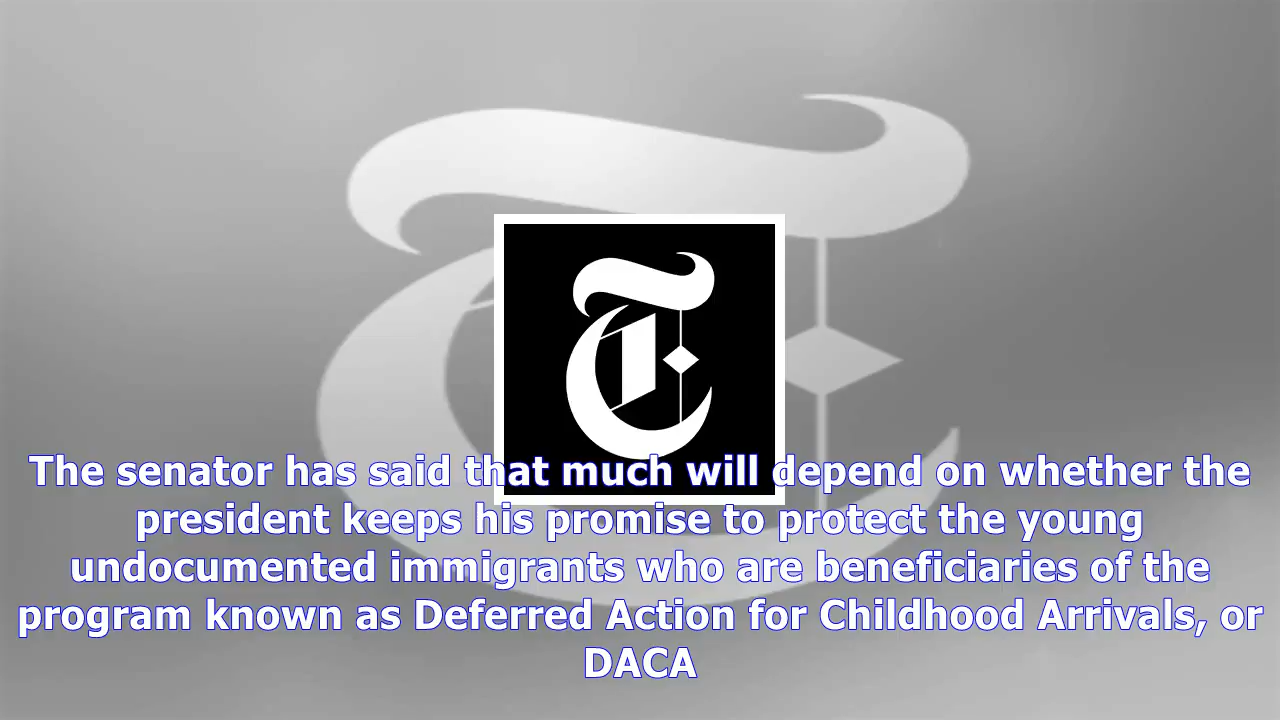 The senator has said that much will depend on whether the
president keeps his promise to protect the young
undocumented immigrants who are beneficiaries of the
program known as Deferred Action for Childhood Arrivals, or
DACA